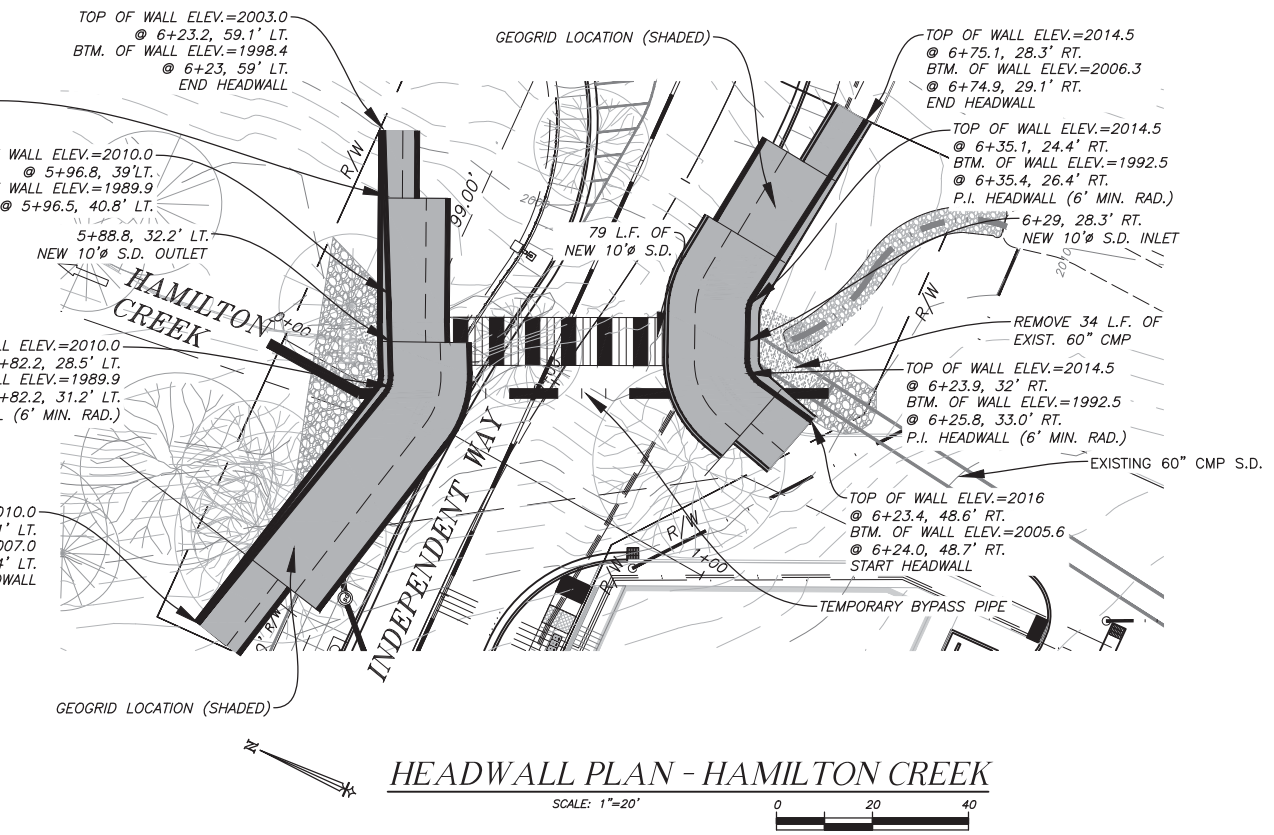 TOP OF WALL ELEV.=2003.0
@ 6+23.2, 59.1' LT.
BTM. OF WALL ELEV.=1998.4
@ 6+23, 59' LT.
END HEADWALL
GEOGRID LOCATION (SHADED)
TOP OF WALL ELEV.=2014.5
@ 6+75.1, 28.3' RT.
BTM. OF WALL ELEV.=2006.3
@ 6+74.9, 29.1' RT.
END HEADWALL
WALL ELEV.=2010.0
@ 5+96.8, 39'LT.
WALL ELEV.=1989.9
@ 5+96.5, 40.8' LT.
5+88.8, 32.2' LT.
NEW 10'ø S.D. OUTLET
R/W
99.00'
79 L.F. OF
NEW 10'ø S.D.
TOP OF WALL ELEV.=2014.5
@ 6+35.1, 24.4' RT.
BTM. OF WALL ELEV.=1992.5
@ 6+35.4, 26.4' RT.
P.I. HEADWALL (6' MIN. RAD.)
6+29, 28.3' RT.
NEW 10'ø S.D. INLET
2010
R/W
HAMILTON
CREEK
0+00
ELEV.=2010.0
+82.2, 28.5' LT.
ELEV.=1989.9
+82.2, 31.2' LT.
(6' MIN. RAD.)
REMOVE 34 L.F. OF
EXIST. 60" CMP
TOP OF WALL ELEV.=2014.5
@ 6+23.9, 32' RT.
BTM. OF WALL ELEV.=1992.5
@ 6+25.8, 33.0' RT.
P.I. HEADWALL (6' MIN. RAD.)
EXISTING 60" CMP S.D.
INDEPENDENT WAY
TOP OF WALL ELEV.=2016
@ 6+23.4, 48.6' RT.
BTM. OF WALL ELEV.=2005.6
@ 6+24.0, 48.7' RT.
START HEADWALL
R/W
1+00
R/W
TEMPORARY BYPASS PIPE
R/W
GEOGRID LOCATION (SHADED)
N
HEADWALL PLAN - HAMILTON CREEK
SCALE: 1"=20'
0 20 40